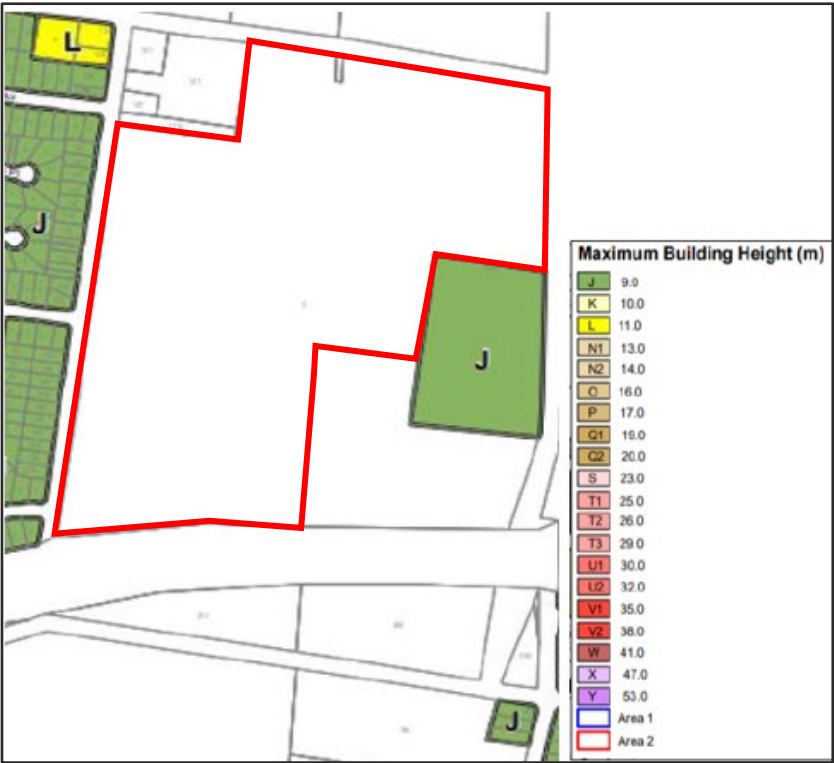 L
J
J
J
Maximum Building Height (m)
J 9.0
K 10.0
L 11.0
N1 13.0
N2 14.0
O 16.0
P 17.0
Q1 19.0
Q2 20.0
S 23.0
T1 25.0
T2 26.0
T3 29.0
U1 30.0
U2 32.0
V1 35.0
V2 38.0
W 41.0
X 47.0
Y 53.0
Area 1
Area 2